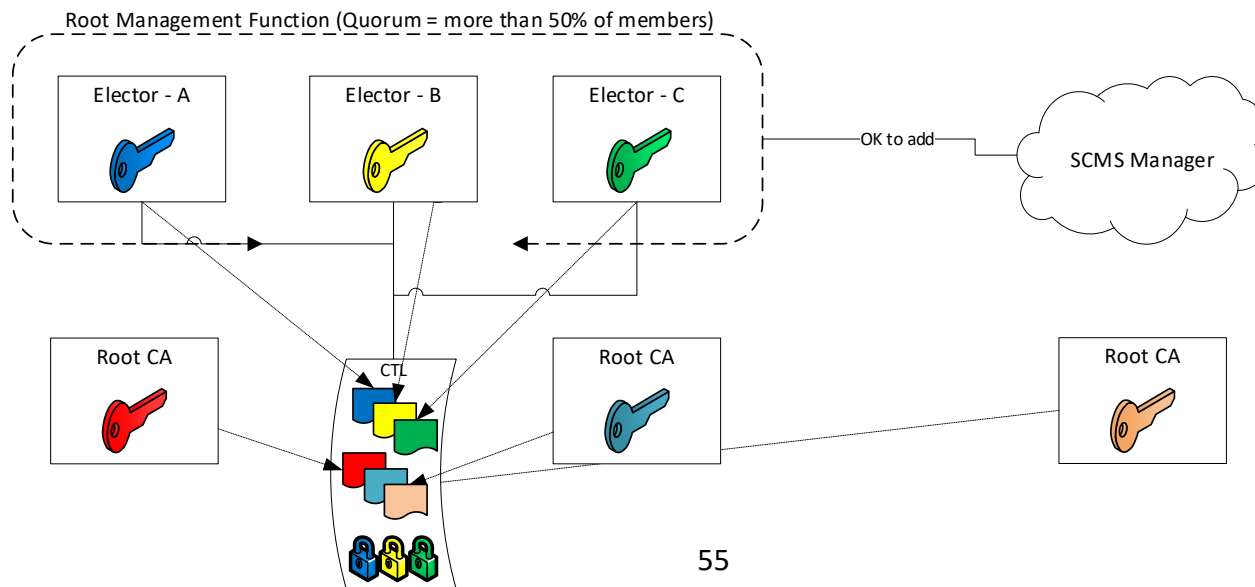 Root Management Function (Quorum = more than 50% of members)
Elector - A
Elector - B
Elector - C
OK to add
SCMS Manager
Root CA
CTL
Root CA
Root CA
55